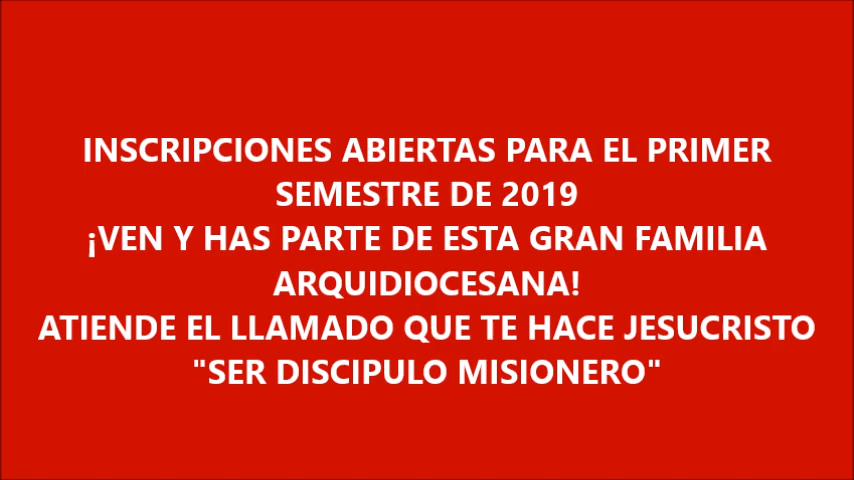 INSCRIPCIONES ABIERTAS PARA EL PRIMER
SEMESTRE DE 2019
¡VEN Y HAS PARTE DE ESTA GRAN FAMILIA
ARQUIDIOCESANA!
ATIENDE EL LLAMADO QUE TE HACE JESUCRISTO
"SER DISCIPULO MISIONERO"